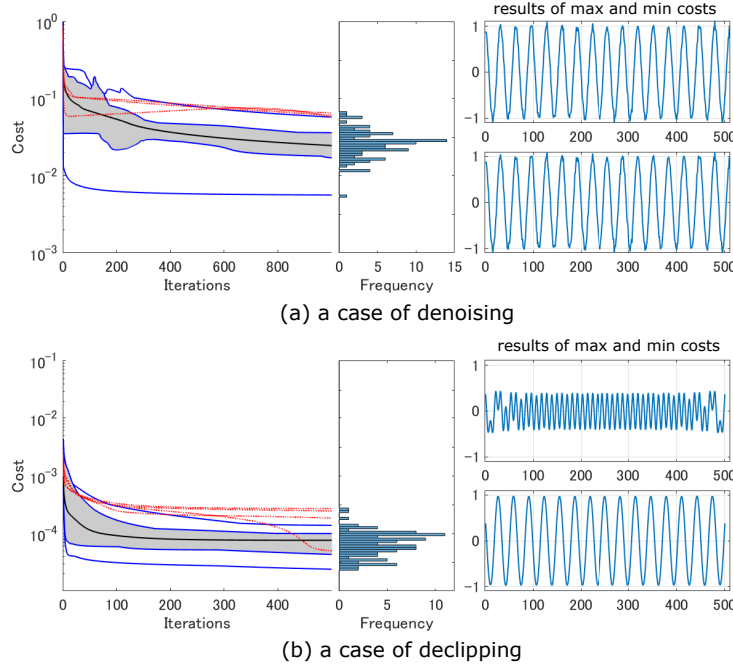 results of max and min costs
10^0
10^-1
10^-2
10^-3
Cost
0 200 400 600 800
Iterations
0 5 10 15
Frequency
1
0
-1
0 100 200 300 400 500
1
0
-1
0 100 200 300 400 500
(a) a case of denoising
results of max and min costs
10^-1
10^-2
10^-3
10^-4
Cost
0 100 200 300 400
Iterations
0 5 10
Frequency
1
0
-1
0 100 200 300 400 500
1
0
-1
0 100 200 300 400 500
(b) a case of declipping